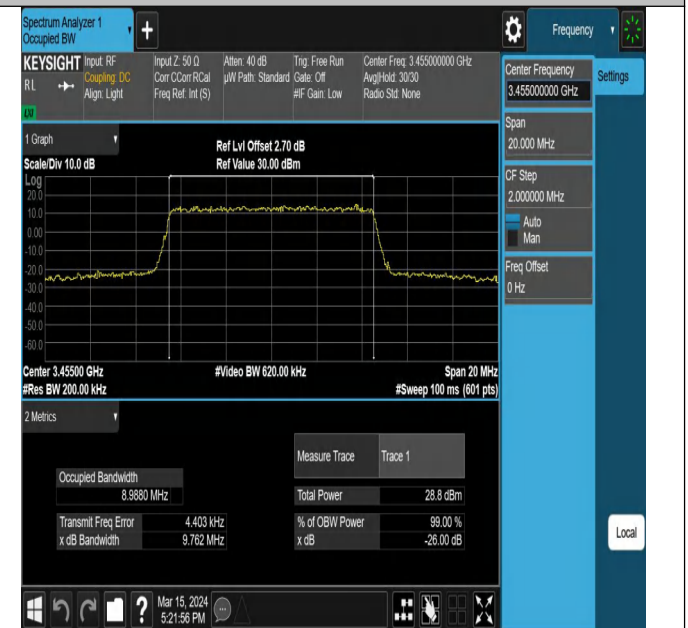 Spectrum Analyzer 1
Occupied BW
+
Frequency
KEYSIGHT
RL
Input: RF
Coupling: DC
Align: Light
Input Z: 50 Ω
Corr CCorr RCal
Freq Ref: Int (S)
Atten: 40 dB
µW Path: Standard
Trig: Free Run
Gate: Off
#IF Gain: Low
Center Freq: 3.455000000 GHz
Avg|Hold: 30/30
Radio Std: None
Center Frequency
3.455000000 GHz
Settings
Span
20.000 MHz
CF Step
2.000000 MHz
Auto
Man
Freq Offset
0 Hz
1 Graph
Scale/Div 10.0 dB
Ref Lvl Offset 2.70 dB
Ref Value 30.00 dBm
Log
20.0
10.0
0.00
-10.0
-20.0
-30.0
-40.0
-50.0
-60.0
Center 3.45500 GHz
#Video BW 620.00 kHz
Span 20 MHz
#Res BW 200.00 kHz
#Sweep 100 ms (601 pts)
2 Metrics
Measure Trace Trace 1
Occupied Bandwidth
8.9880 MHz
Total Power 28.8 dBm
Transmit Freq Error 4.403 kHz
% of OBW Power 99.00 %
x dB Bandwidth 9.762 MHz
x dB -26.00 dB
Local
?
Mar 15, 2024
5:21:56 PM